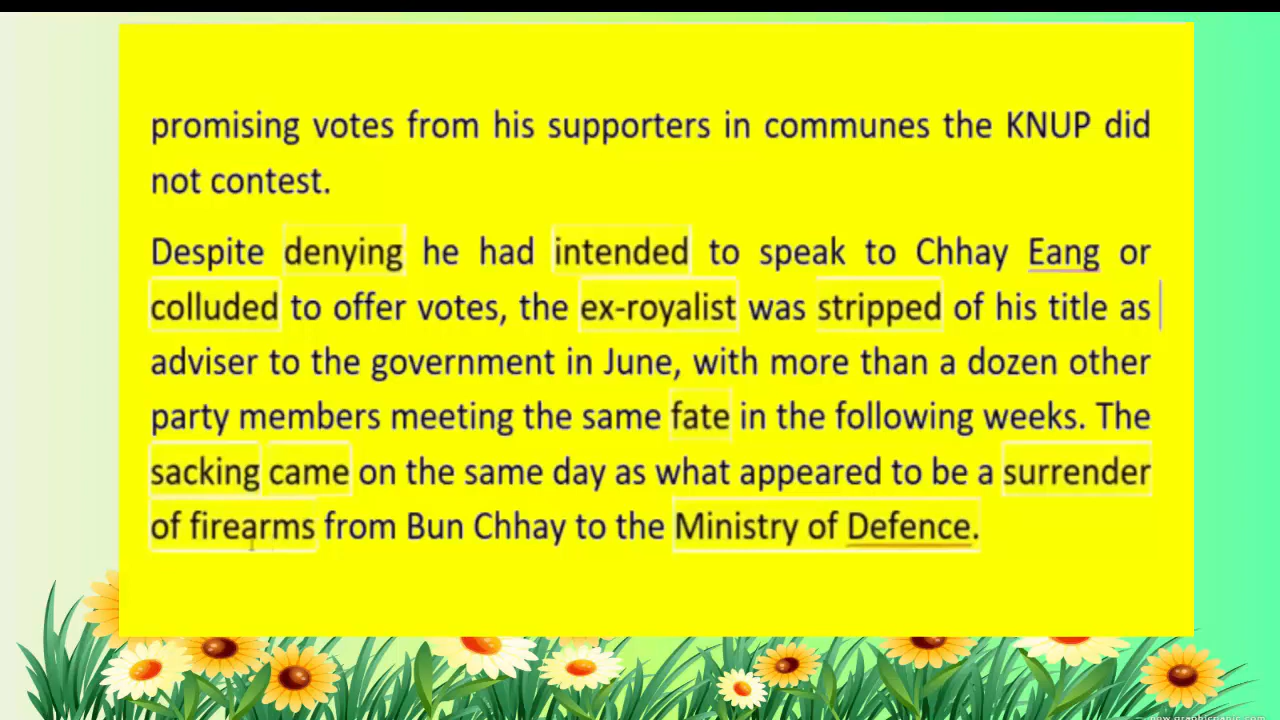 promising votes from his supporters in communes the KNUP did
not contest.
Despite denying he had intended to speak to Chhay Eang or
colluded to offer votes, the ex-royalist was stripped of his title as
adviser to the government in June, with more than a dozen other
party members meeting the same fate in the following weeks. The
sacking came on the same day as what appeared to be a surrender
of firearms from Bun Chhay to the Ministry of Defence.